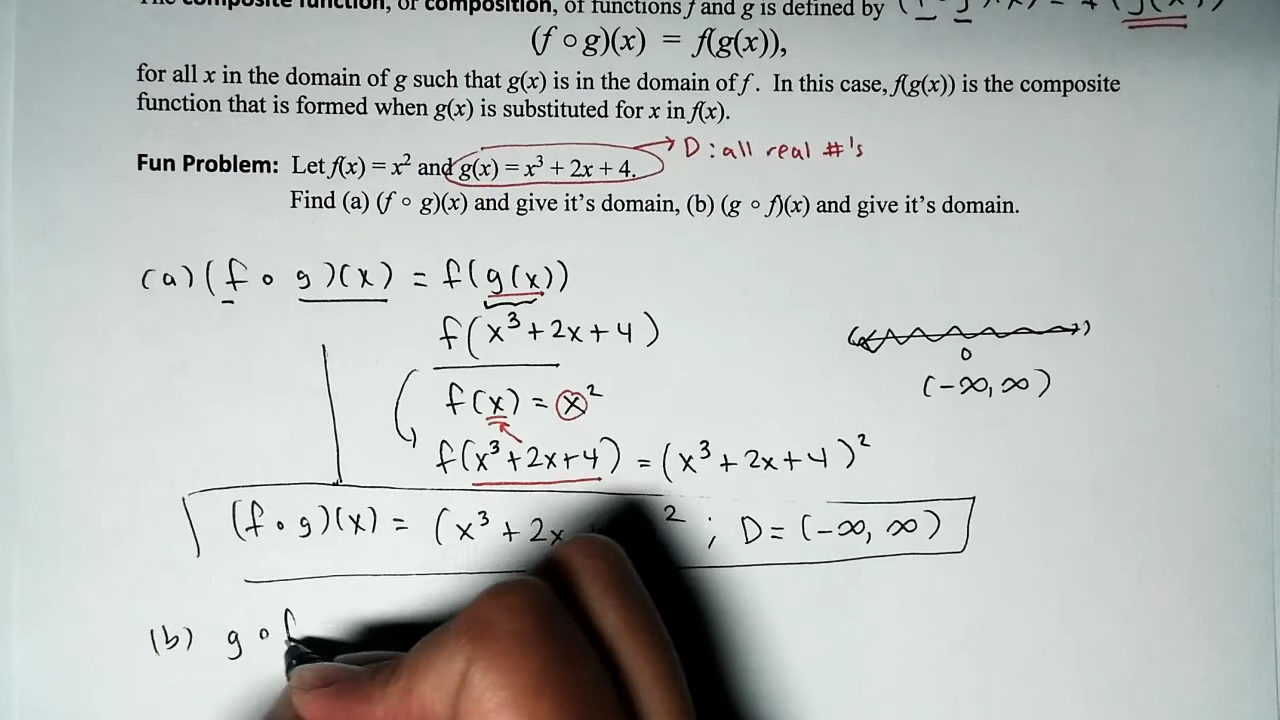 composite function, or composition, of functions f and g is defined by
(f ∘ g)(x) = f(g(x)),
for all x in the domain of g such that g(x) is in the domain of f. In this case, f(g(x)) is the composite
function that is formed when g(x) is substituted for x in f(x).
D : all real #'s
Fun Problem: Let f(x) = x² and g(x) = x³ + 2x + 4.
Find (a) (f ∘ g)(x) and give it's domain, (b) (g ∘ f)(x) and give it's domain.
(a) (f ∘ g)(x) = f(g(x))
f(x³+2x+4)
0
(-∞, ∞)
f(x) = x²
f(x³+2x+4) = (x³+2x+4)²
(f ∘ g)(x) = (x³ + 2x ² ; D = (-∞, ∞)
(b) g ∘ f